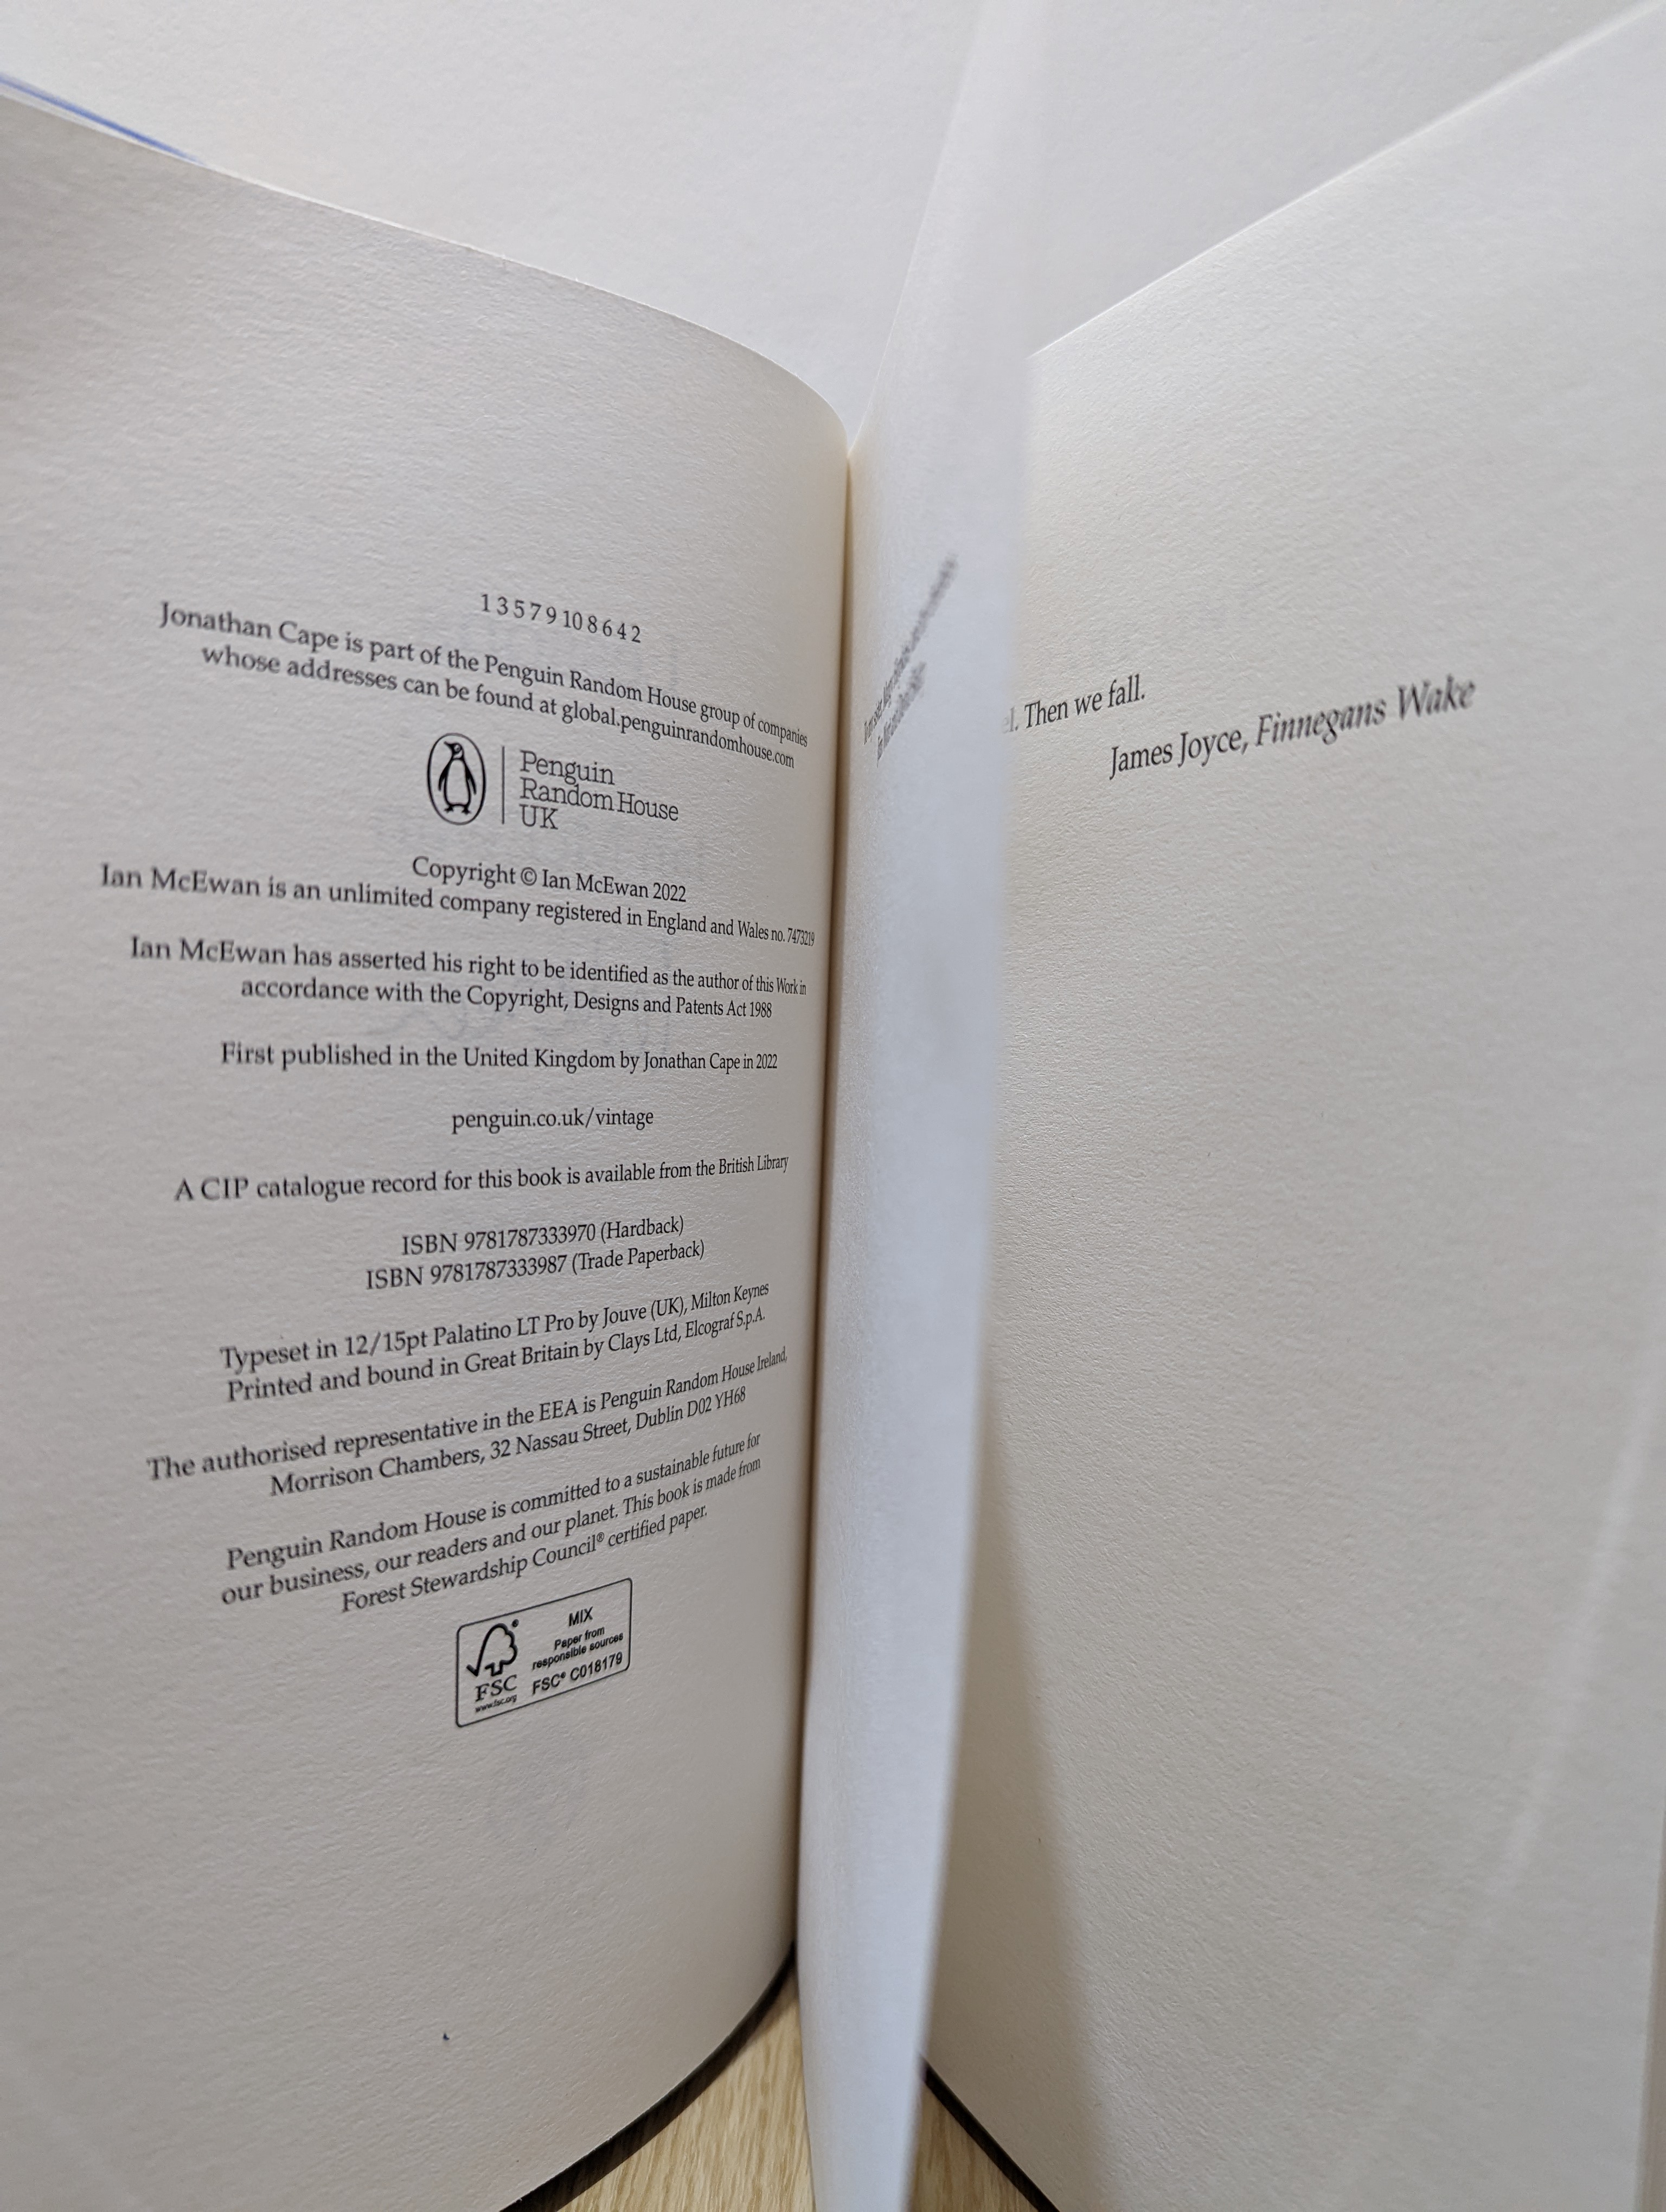 1 3 5 7 9 10 8 6 4 2
Jonathan Cape is part of the Penguin Random House group of companies
whose addresses can be found at global.penguinrandomhouse.com
Penguin
Random House
UK
Copyright © Ian McEwan 2022
Ian McEwan is an unlimited company registered in England and Wales no. 7473219
Ian McEwan has asserted his right to be identified as the author of this Work in
accordance with the Copyright, Designs and Patents Act 1988
First published in the United Kingdom by Jonathan Cape in 2022
penguin.co.uk/vintage
A CIP catalogue record for this book is available from the British Library
ISBN 9781787333970 (Hardback)
ISBN 9781787333987 (Trade Paperback)
Typeset in 12/15pt Palatino LT Pro by Jouve (UK), Milton Keynes
Printed and bound in Great Britain by Clays Ltd, Elcograf S.p.A.
The authorised representative in the EEA is Penguin Random House Ireland,
Morrison Chambers, 32 Nassau Street, Dublin D02 YH68
Penguin Random House is committed to a sustainable future for
our business, our readers and our planet. This book is made from
Forest Stewardship Council® certified paper.
MIX
Paper from
responsible sources
FSC® C018179
FSC
www.fsc.org
Then we fall.
James Joyce, Finnegans Wake